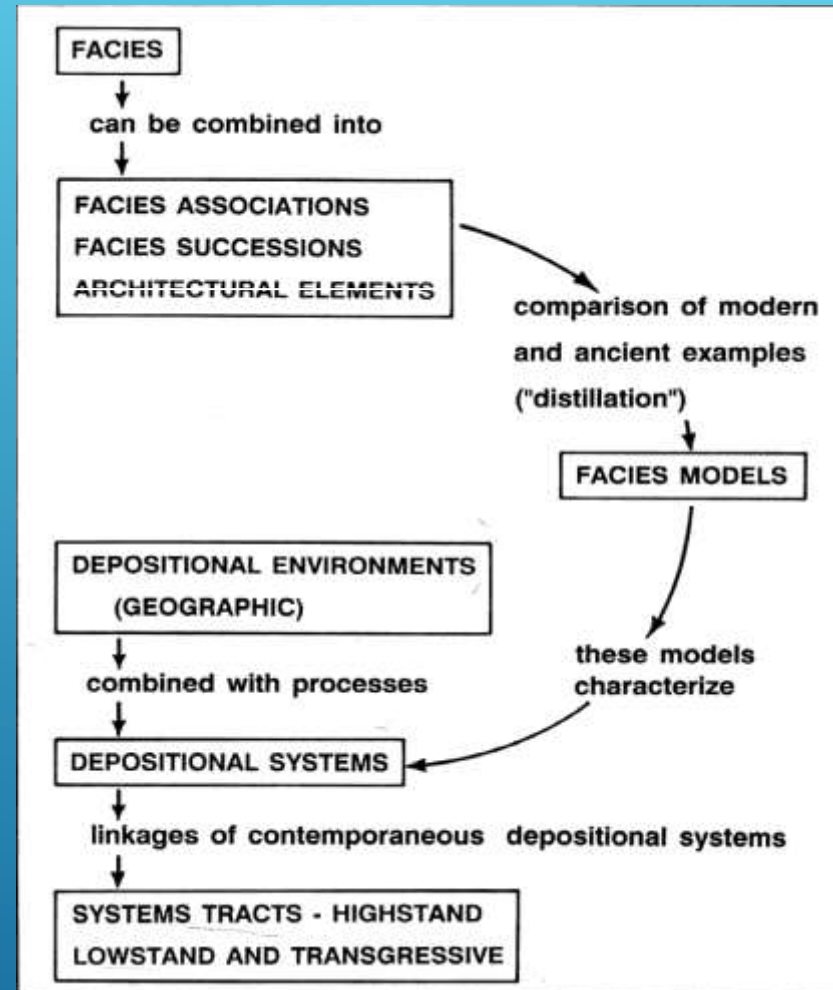 FACIES
can be combined into
FACIES ASSOCIATIONS
FACIES SUCCESSIONS
ARCHITECTURAL ELEMENTS
comparison of modern
and ancient examples
("distillation")
FACIES MODELS
these models
characterize
DEPOSITIONAL ENVIRONMENTS
(GEOGRAPHIC)
combined with processes
DEPOSITIONAL SYSTEMS
linkages of contemporaneous depositional systems
SYSTEMS TRACTS - HIGHSTAND
LOWSTAND AND TRANSGRESSIVE